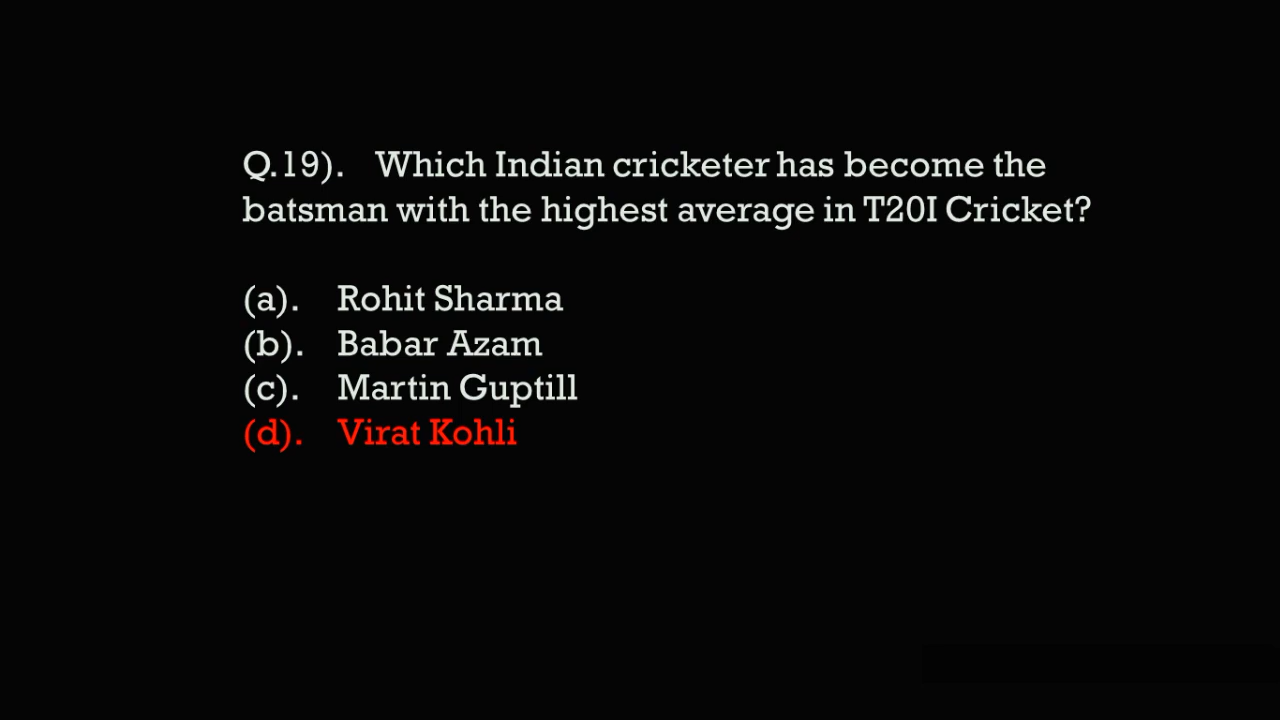 Q.19). Which Indian cricketer has become the
batsman with the highest average in T20I Cricket?
(a). Rohit Sharma
(b). Babar Azam
(c). Martin Guptill
(d). Virat Kohli